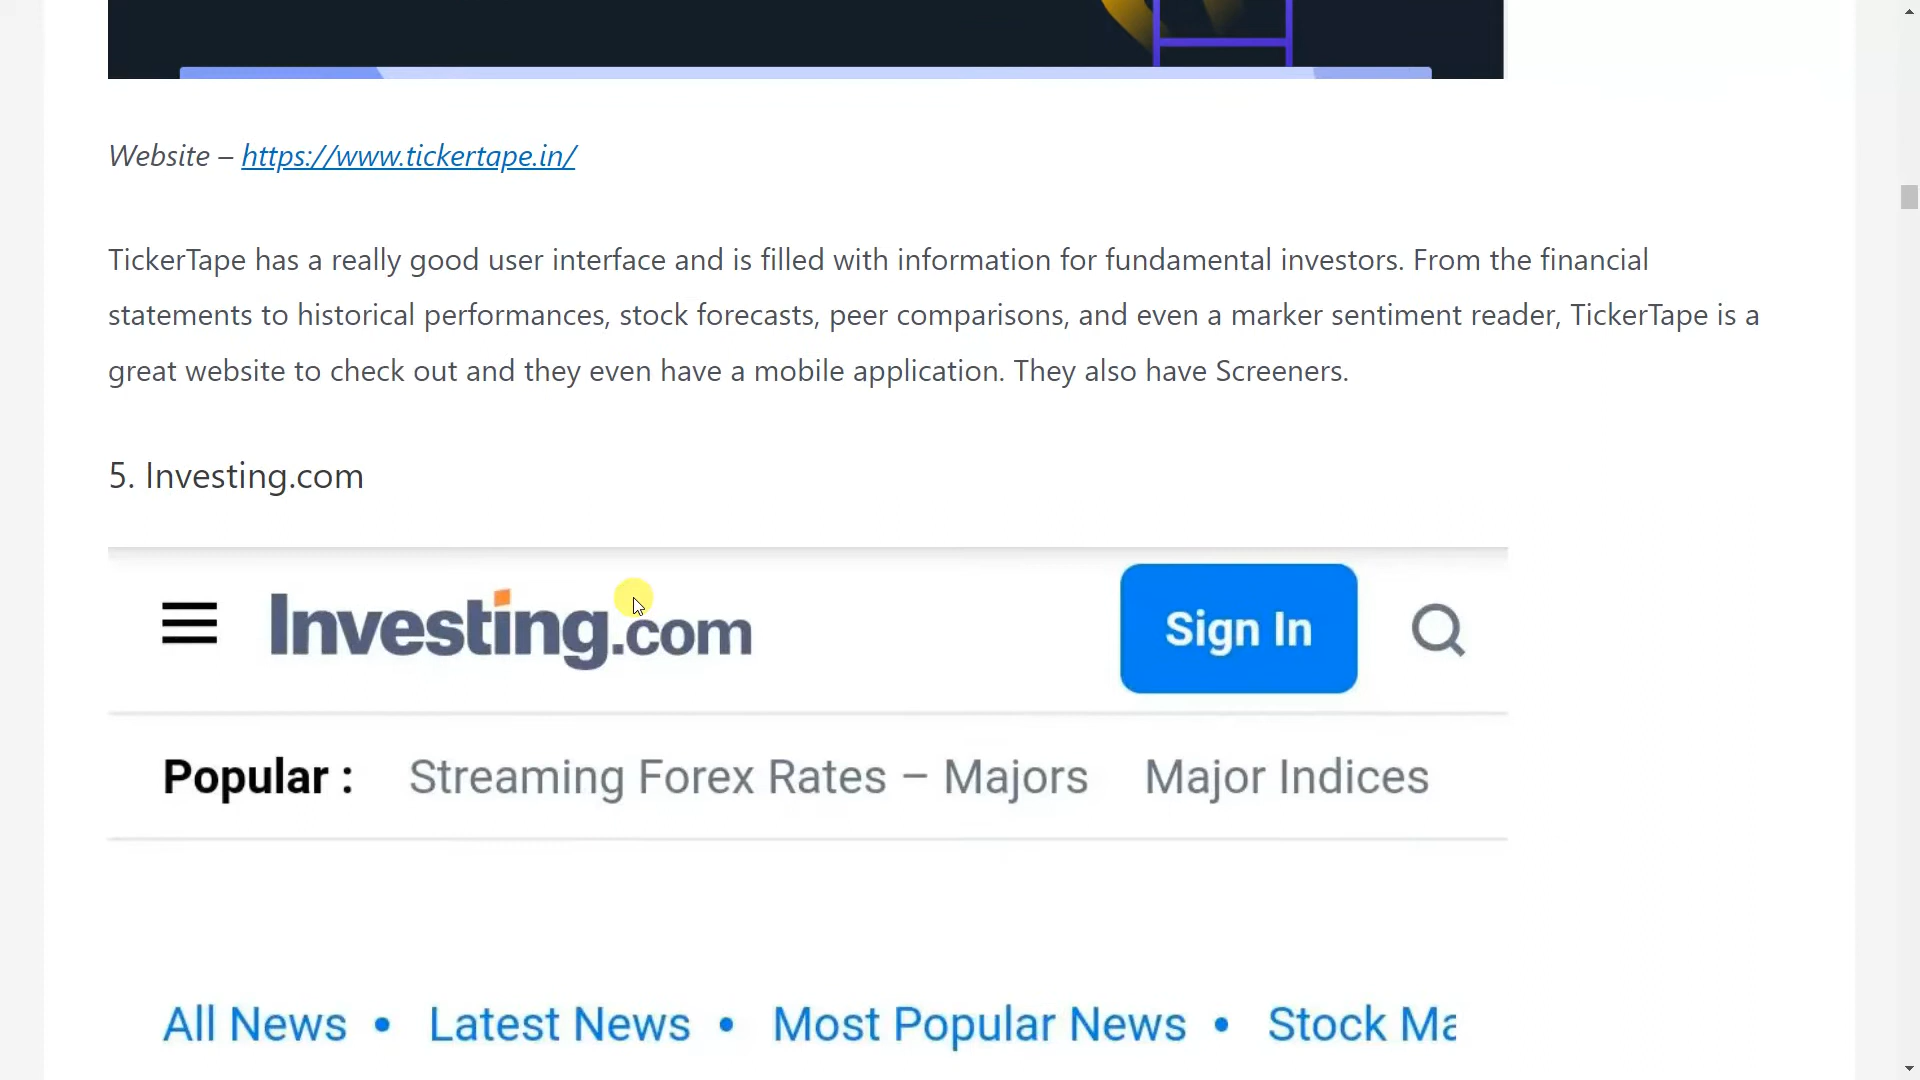 Website – https://www.tickertape.in/
TickerTape has a really good user interface and is filled with information for fundamental investors. From the financial
statements to historical performances, stock forecasts, peer comparisons, and even a marker sentiment reader, TickerTape is a
great website to check out and they even have a mobile application. They also have Screeners.
5. Investing.com
Investing.com Sign In
Popular : Streaming Forex Rates – Majors Major Indices
All News • Latest News • Most Popular News • Stock Ma